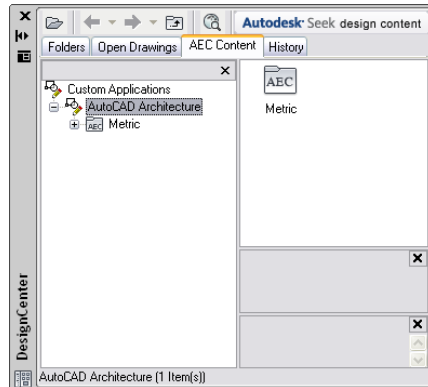 Autodesk Seek design content
Folders
Open Drawings
AEC Content
History
Custom Applications
AutoCAD Architecture
AEC Metric
AEC
Metric
DesignCenter
AutoCAD Architecture (1 Item(s))